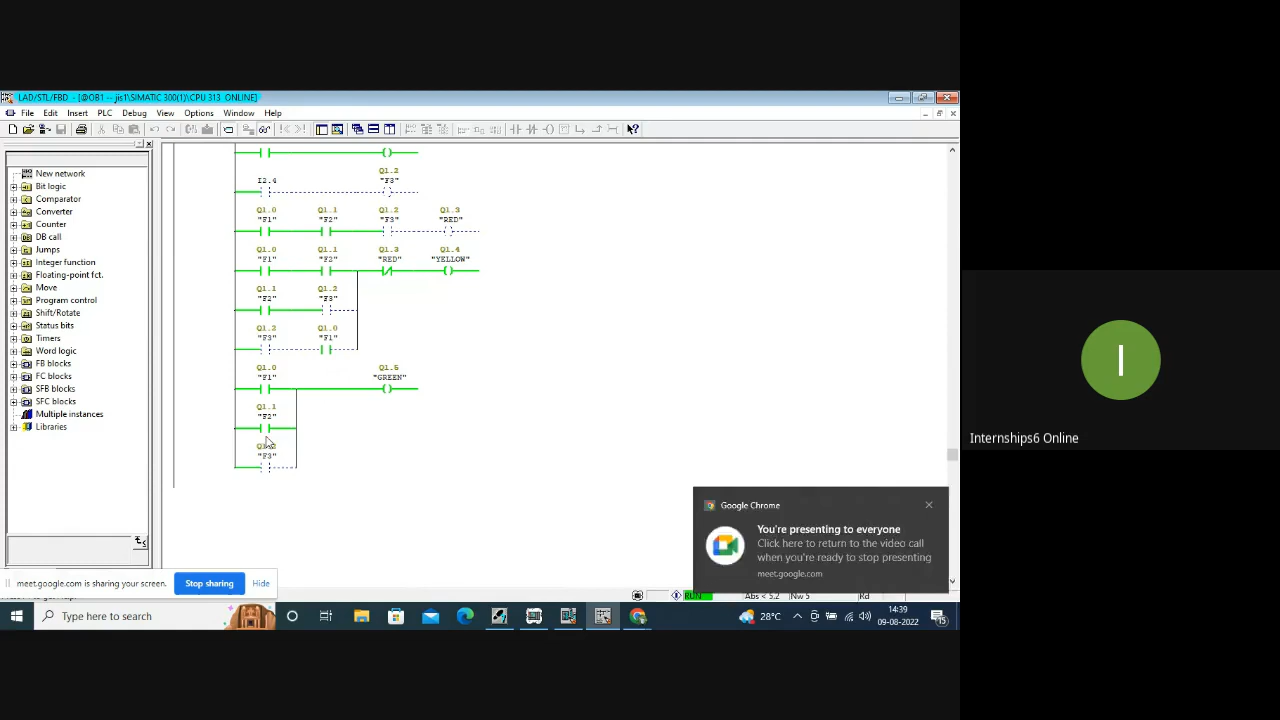 LAD/STL/FBD - [@OB1 -- jis1\SIMATIC 300(1)\CPU 313 ONLINE]
File Edit Insert PLC Debug View Options Window Help
New network
Bit logic
Comparator
Converter
Counter
DB call
Jumps
Integer function
Floating-point fct.
Move
Program control
Shift/Rotate
Status bits
Timers
Word logic
FB blocks
FC blocks
SFB blocks
SFC blocks
Multiple instances
Libraries
Q1.2
I2.4 "F3"
Q1.0 Q1.1 Q1.2 Q1.3
"F1" "F2" "F3" "RED"
Q1.0 Q1.1 Q1.3 Q1.4
"F1" "F2" "RED" "YELLOW"
Q1.1 Q1.2
"F2" "F3"
Q1.2 Q1.0
"F3" "F1"
Q1.0 Q1.5
"F1" "GREEN"
Q1.1
"F2"
"F3"
Google Chrome
You're presenting to everyone
Click here to return to the video call
when you're ready to stop presenting
meet.google.com
meet.google.com is sharing your screen. Stop sharing Hide
RUN Abs < 5.2 Nw 5 Rd
Type here to search
28°C
14:39
09-08-2022
15
I
Internships6 Online